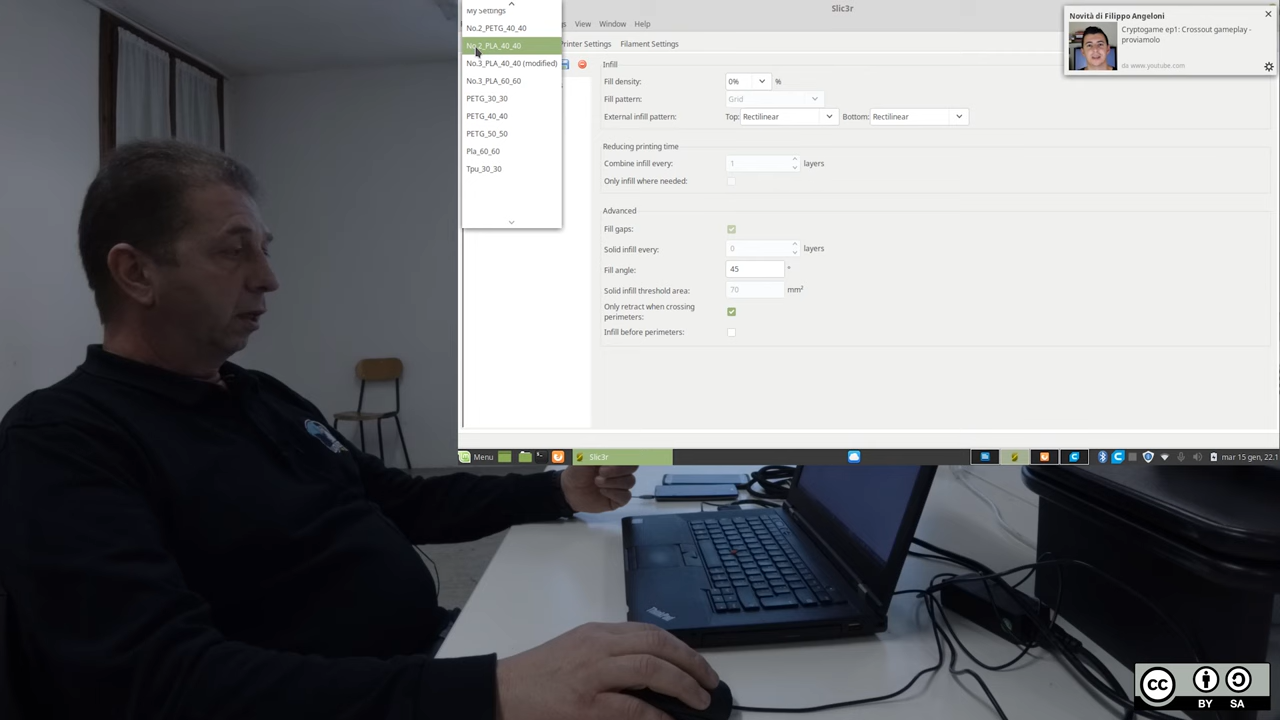 Slic3r
My Settings
No.2_PETG_40_40
No.2_PLA_40_40
No.3_PLA_40_40 (modified)
No.3_PLA_60_60
PETG_30_30
PETG_40_40
PETG_50_50
Pla_60_60
Tpu_30_30
View Window Help
Printer Settings Filament Settings
Infill
Fill density: 0% %
Fill pattern: Grid
External infill pattern: Top: Rectilinear Bottom: Rectilinear
Reducing printing time
Combine infill every: 1 layers
Only infill where needed:
Advanced
Fill gaps:
Solid infill every: 0 layers
Fill angle: 45 °
Solid infill threshold area: 70 mm²
Only retract when crossing
perimeters:
Infill before perimeters:
Novità di Filippo Angeloni
Cryptogame ep1: Crossout gameplay -
proviamolo
da www.youtube.com
Menu Slic3r mar 15 gen, 22.1
ThinkPad
CC BY SA